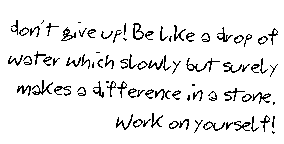 don't give up! Be like a drop of
water which slowly but surely
makes a difference in a stone.
Work on yourself!